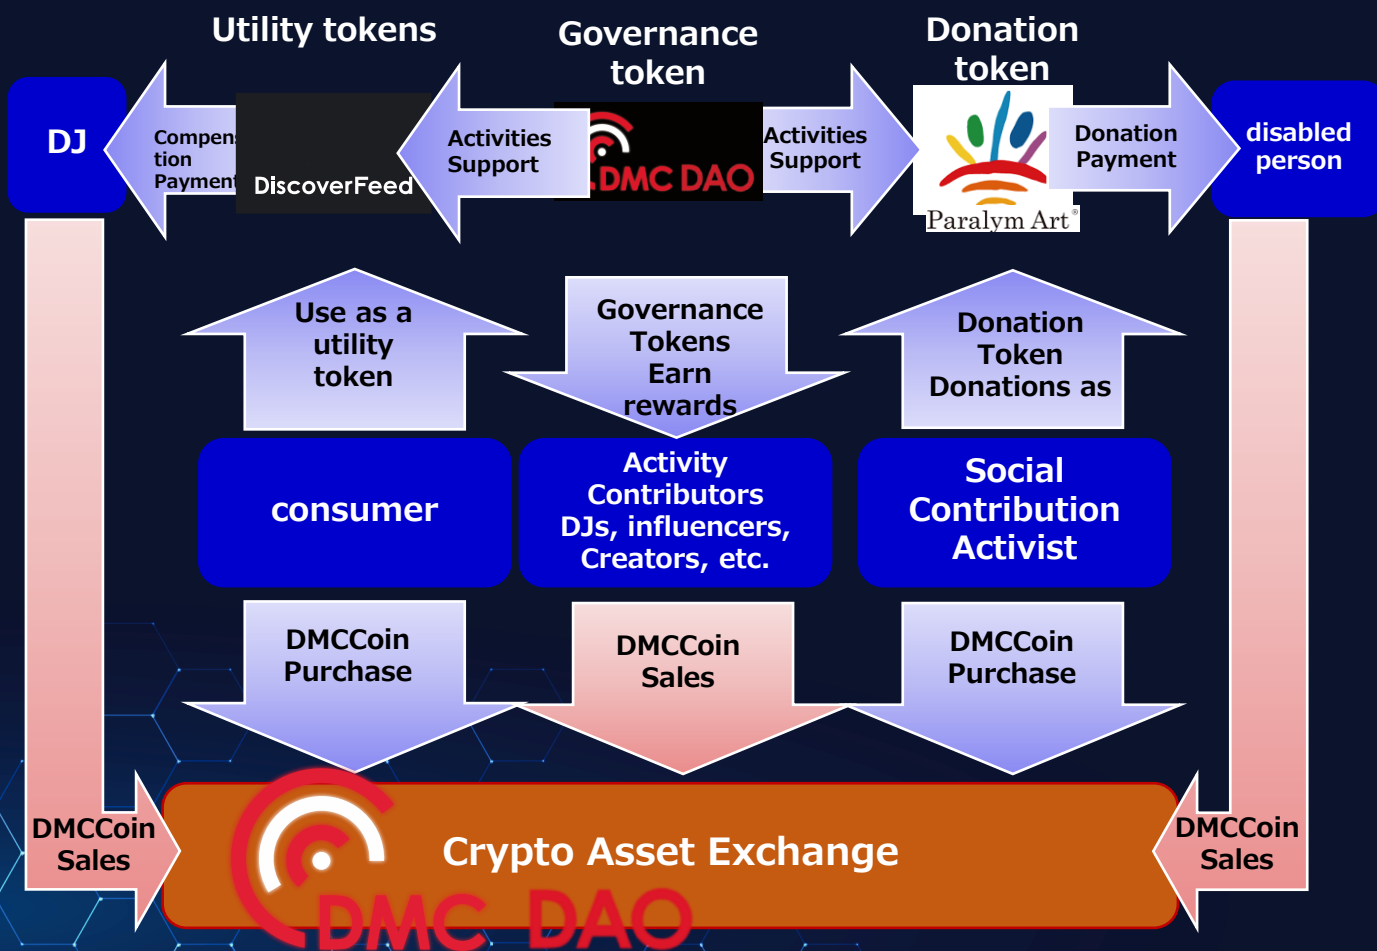 Utility tokens
Governance
token
Donation
token
DJ
Compensa
tion
Payment
DiscoverFeed
Activities
Support
DMC DAO
Activities
Support
Paralym Art®
Donation
Payment
disabled
person
Use as a
utility
token
Governance
Tokens
Earn
rewards
Donation
Token
Donations as
consumer
Activity
Contributors
DJs, influencers,
Creators, etc.
Social
Contribution
Activist
DMCCoin
Purchase
DMCCoin
Sales
DMCCoin
Purchase
DMCCoin
Sales
Crypto Asset Exchange
DMCCoin
Sales
DMC DAO